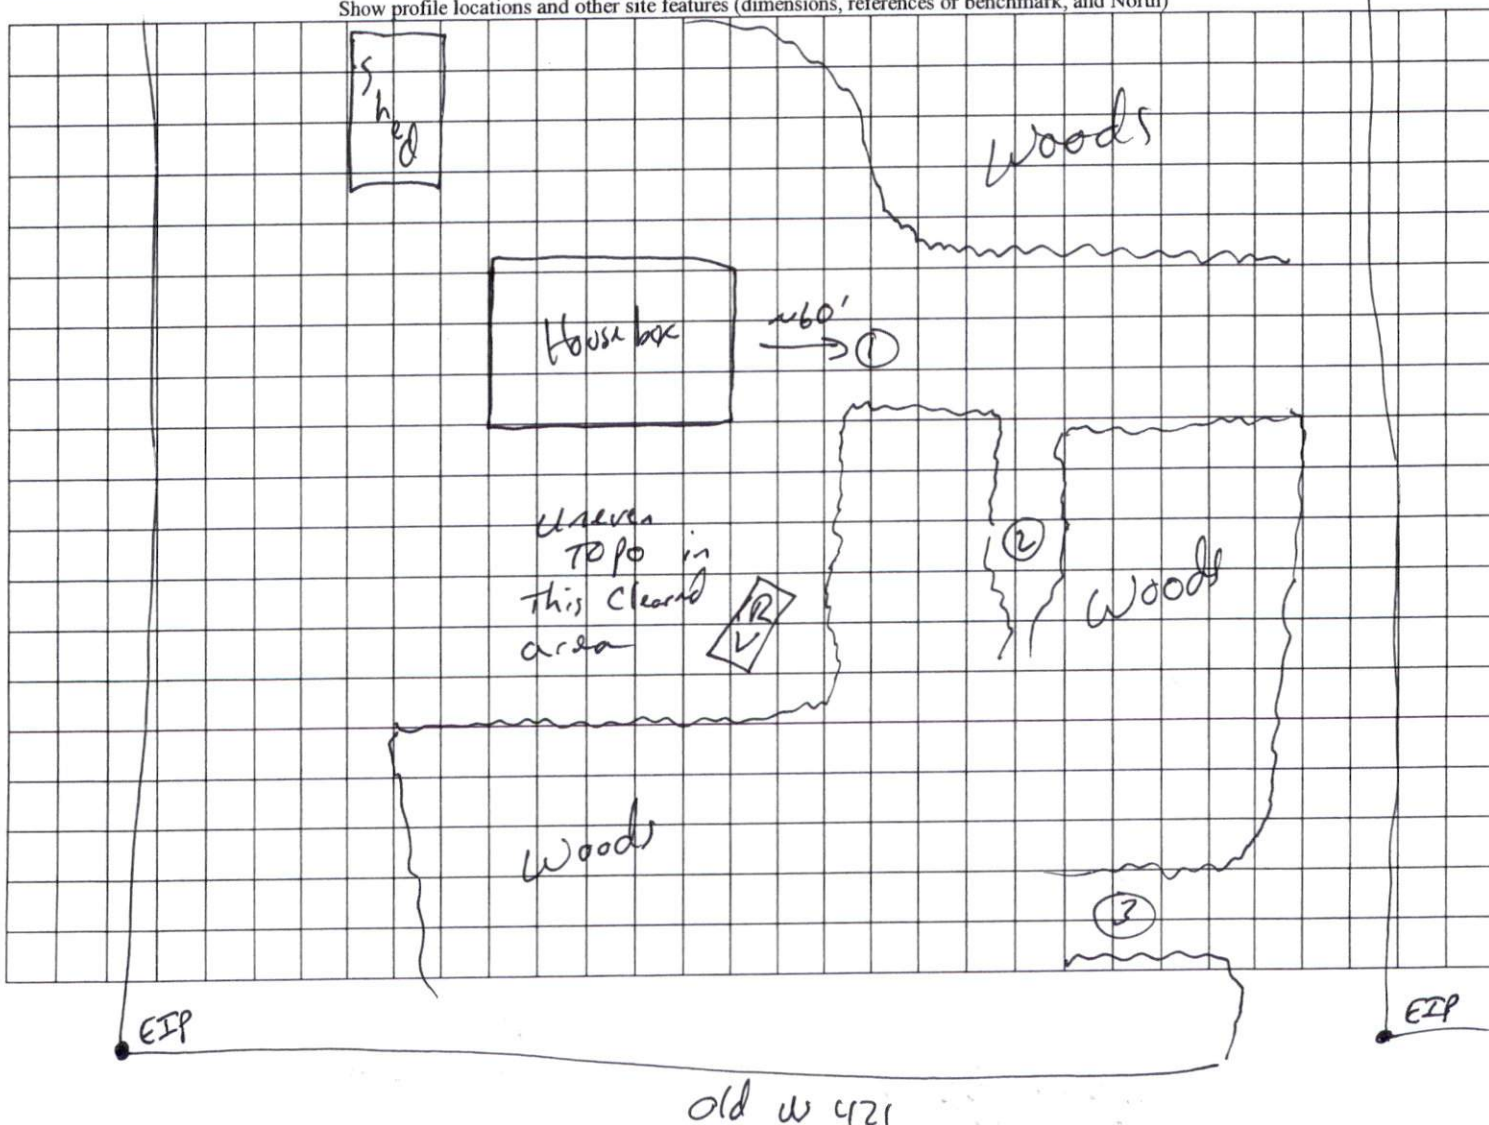 Show profile locations and other site features (dimensions, references or benchmark, and North)
Shed
Woods
House box
~60'
1
Uneven
Topo in
This Cleared
area
RV
2
Woods
Woods
3
EIP
EIP
old W 421